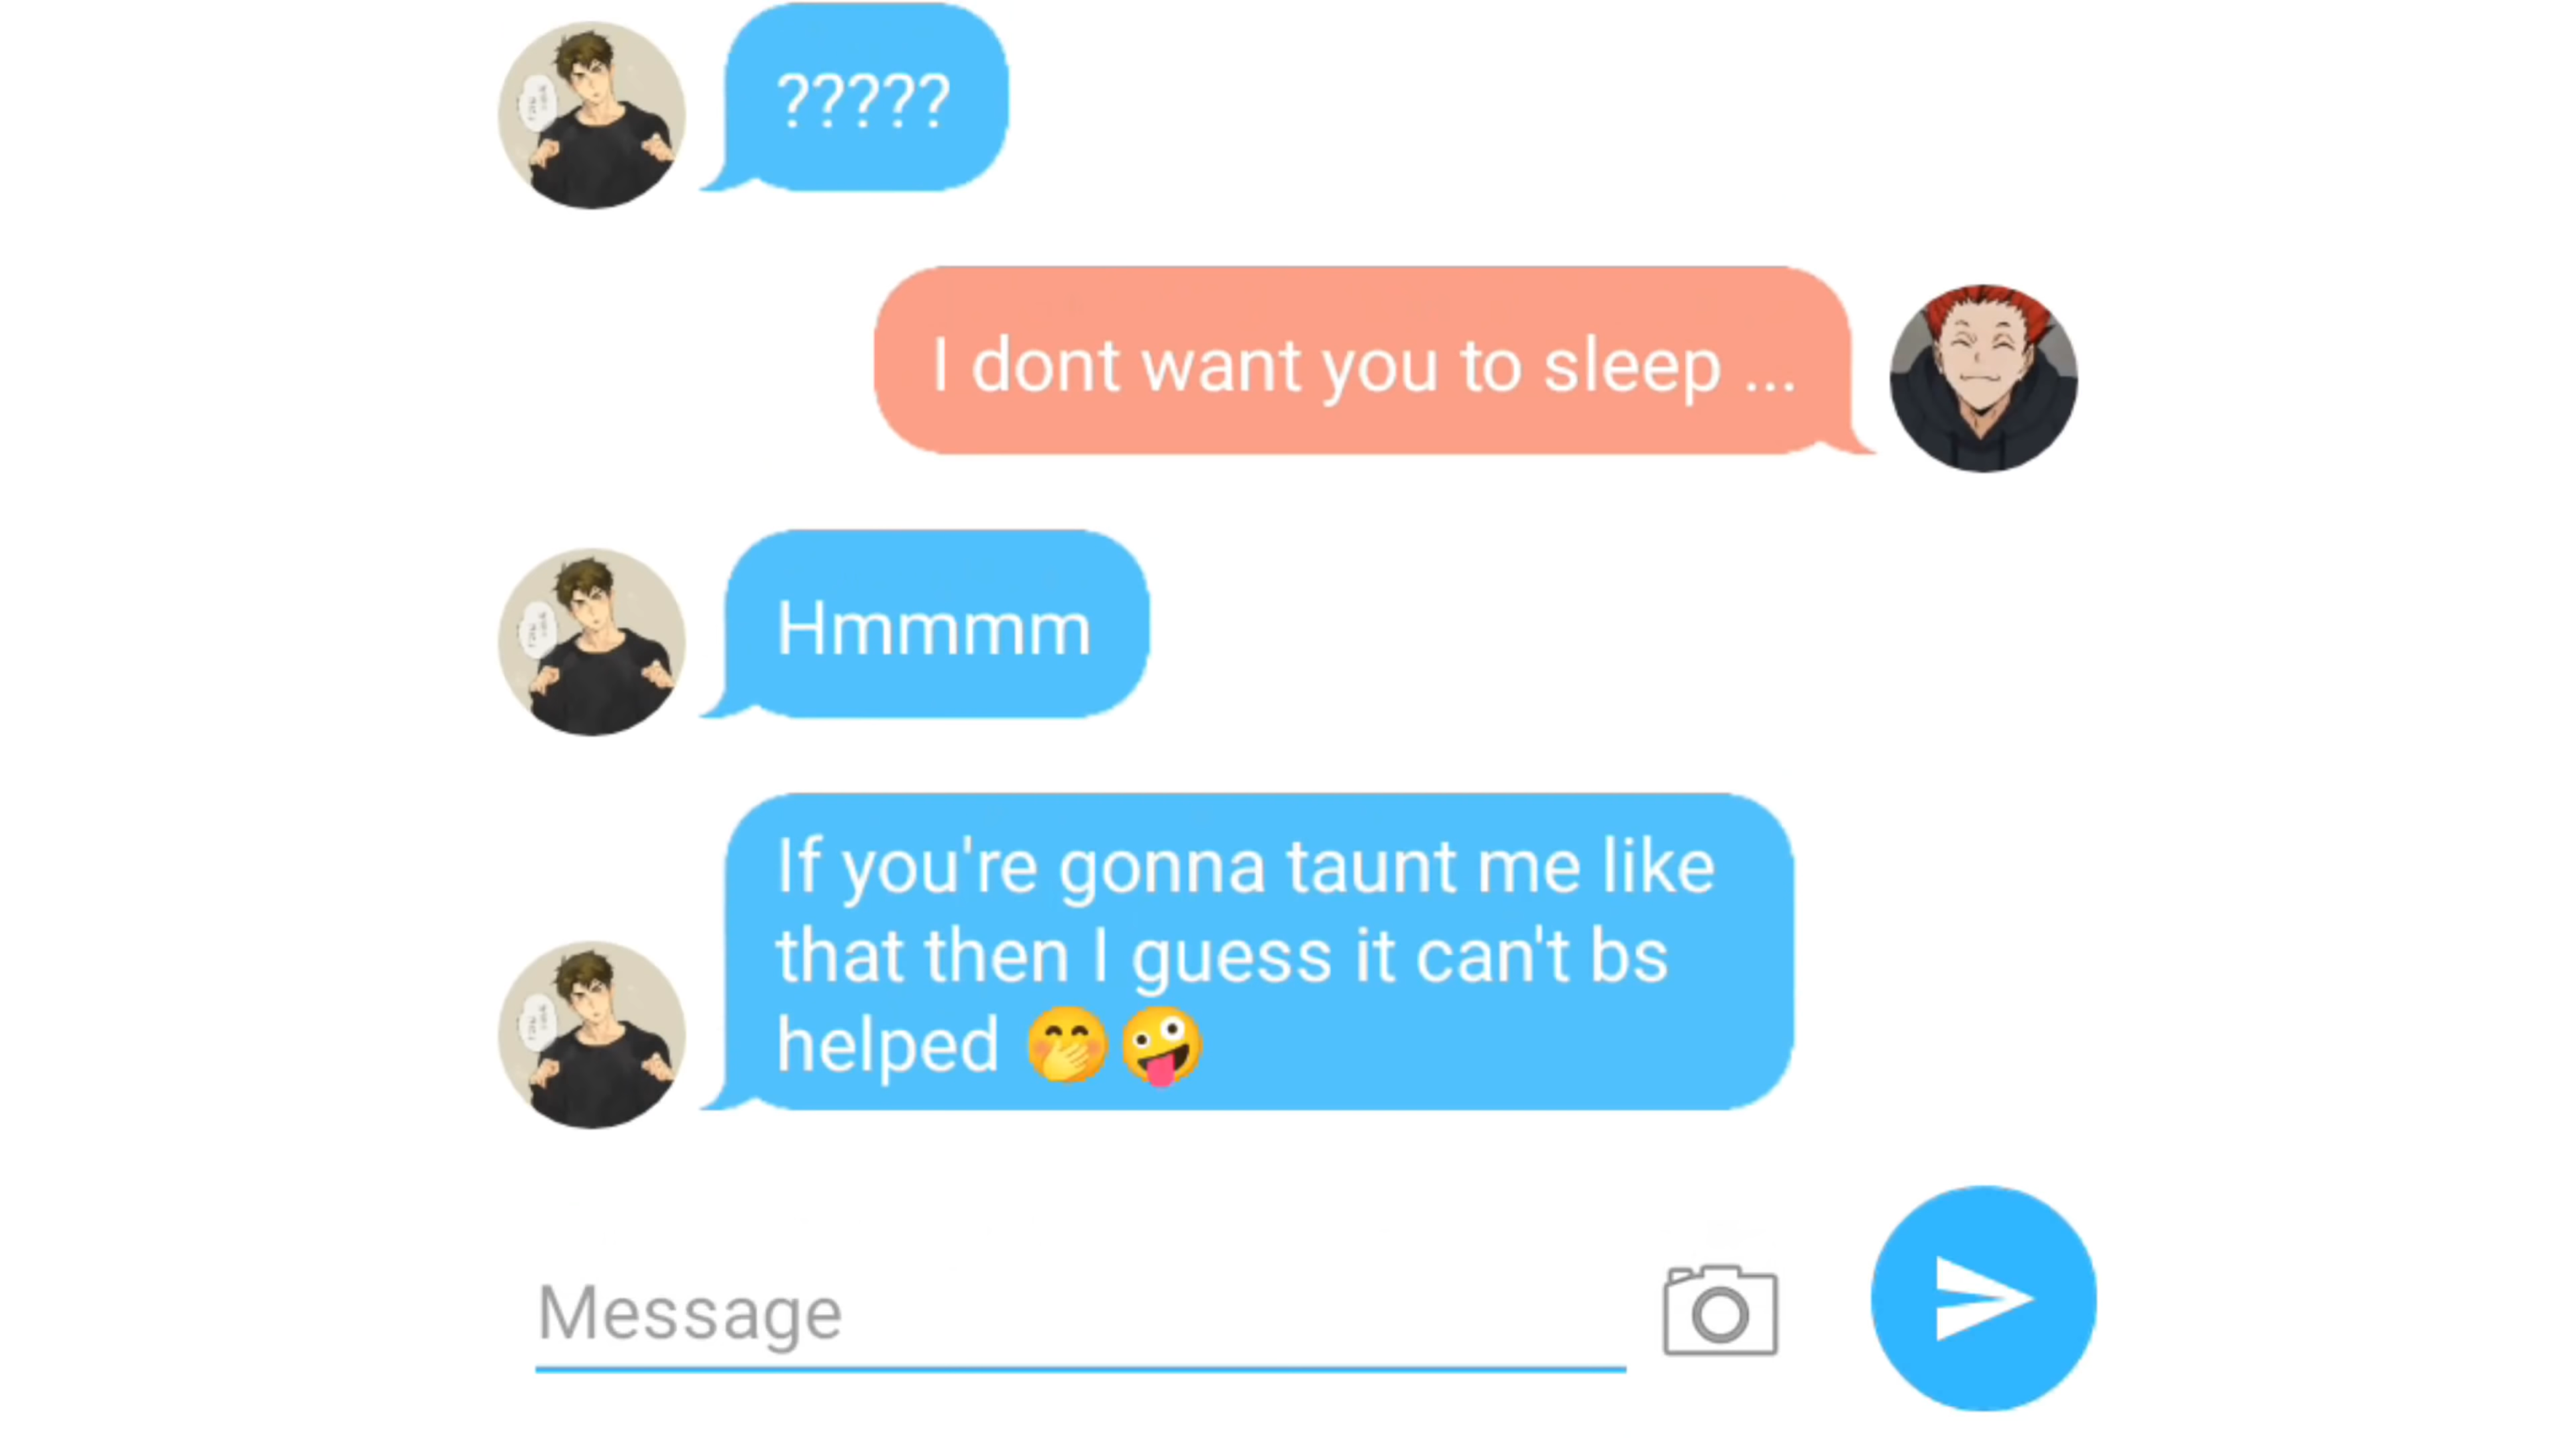 ?????
I dont want you to sleep ...
Hmmmm
If you're gonna taunt me like
that then I guess it can't bs
helped 🤭🤪
Message